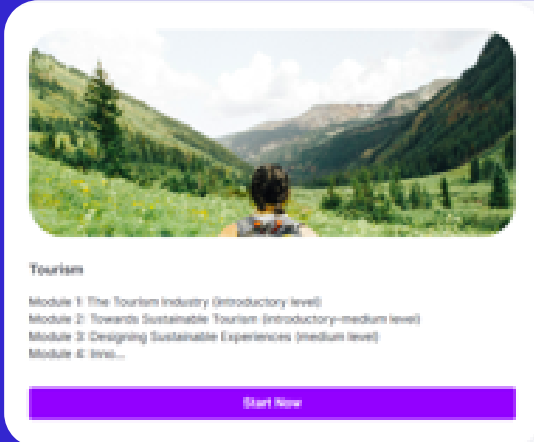 Tourism
Module 1: The Tourism Industry (introductory level)
Module 2: Towards Sustainable Tourism (introductory-medium level)
Module 3: Designing Sustainable Experiences (medium level)
Module 4: Inno...
Start Now